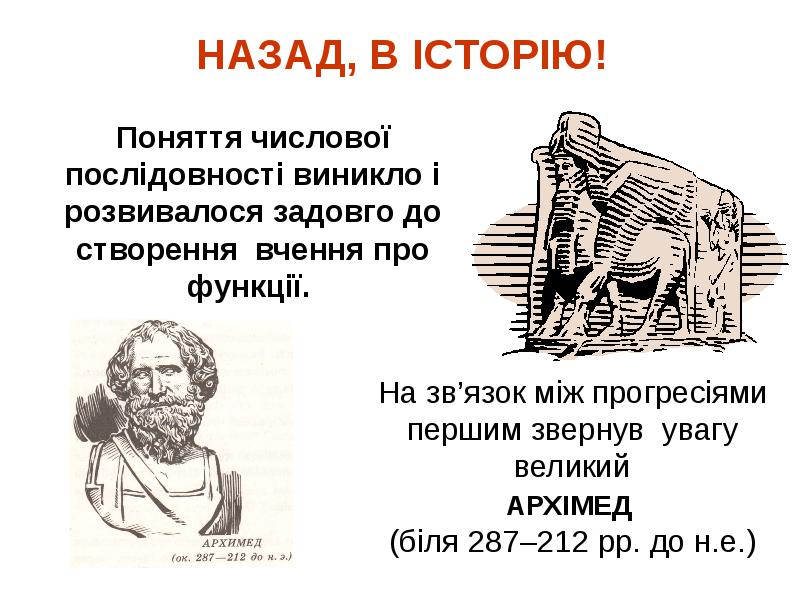 НАЗАД, В ІСТОРІЮ!
Поняття числової
послідовності виникло і
розвивалося задовго до
створення вчення про
функції.
АРХИМЕД
(ок. 287—212 до н. э.)
На зв’язок між прогресіями
першим звернув увагу
великий
АРХІМЕД
(біля 287–212 рр. до н.е.)